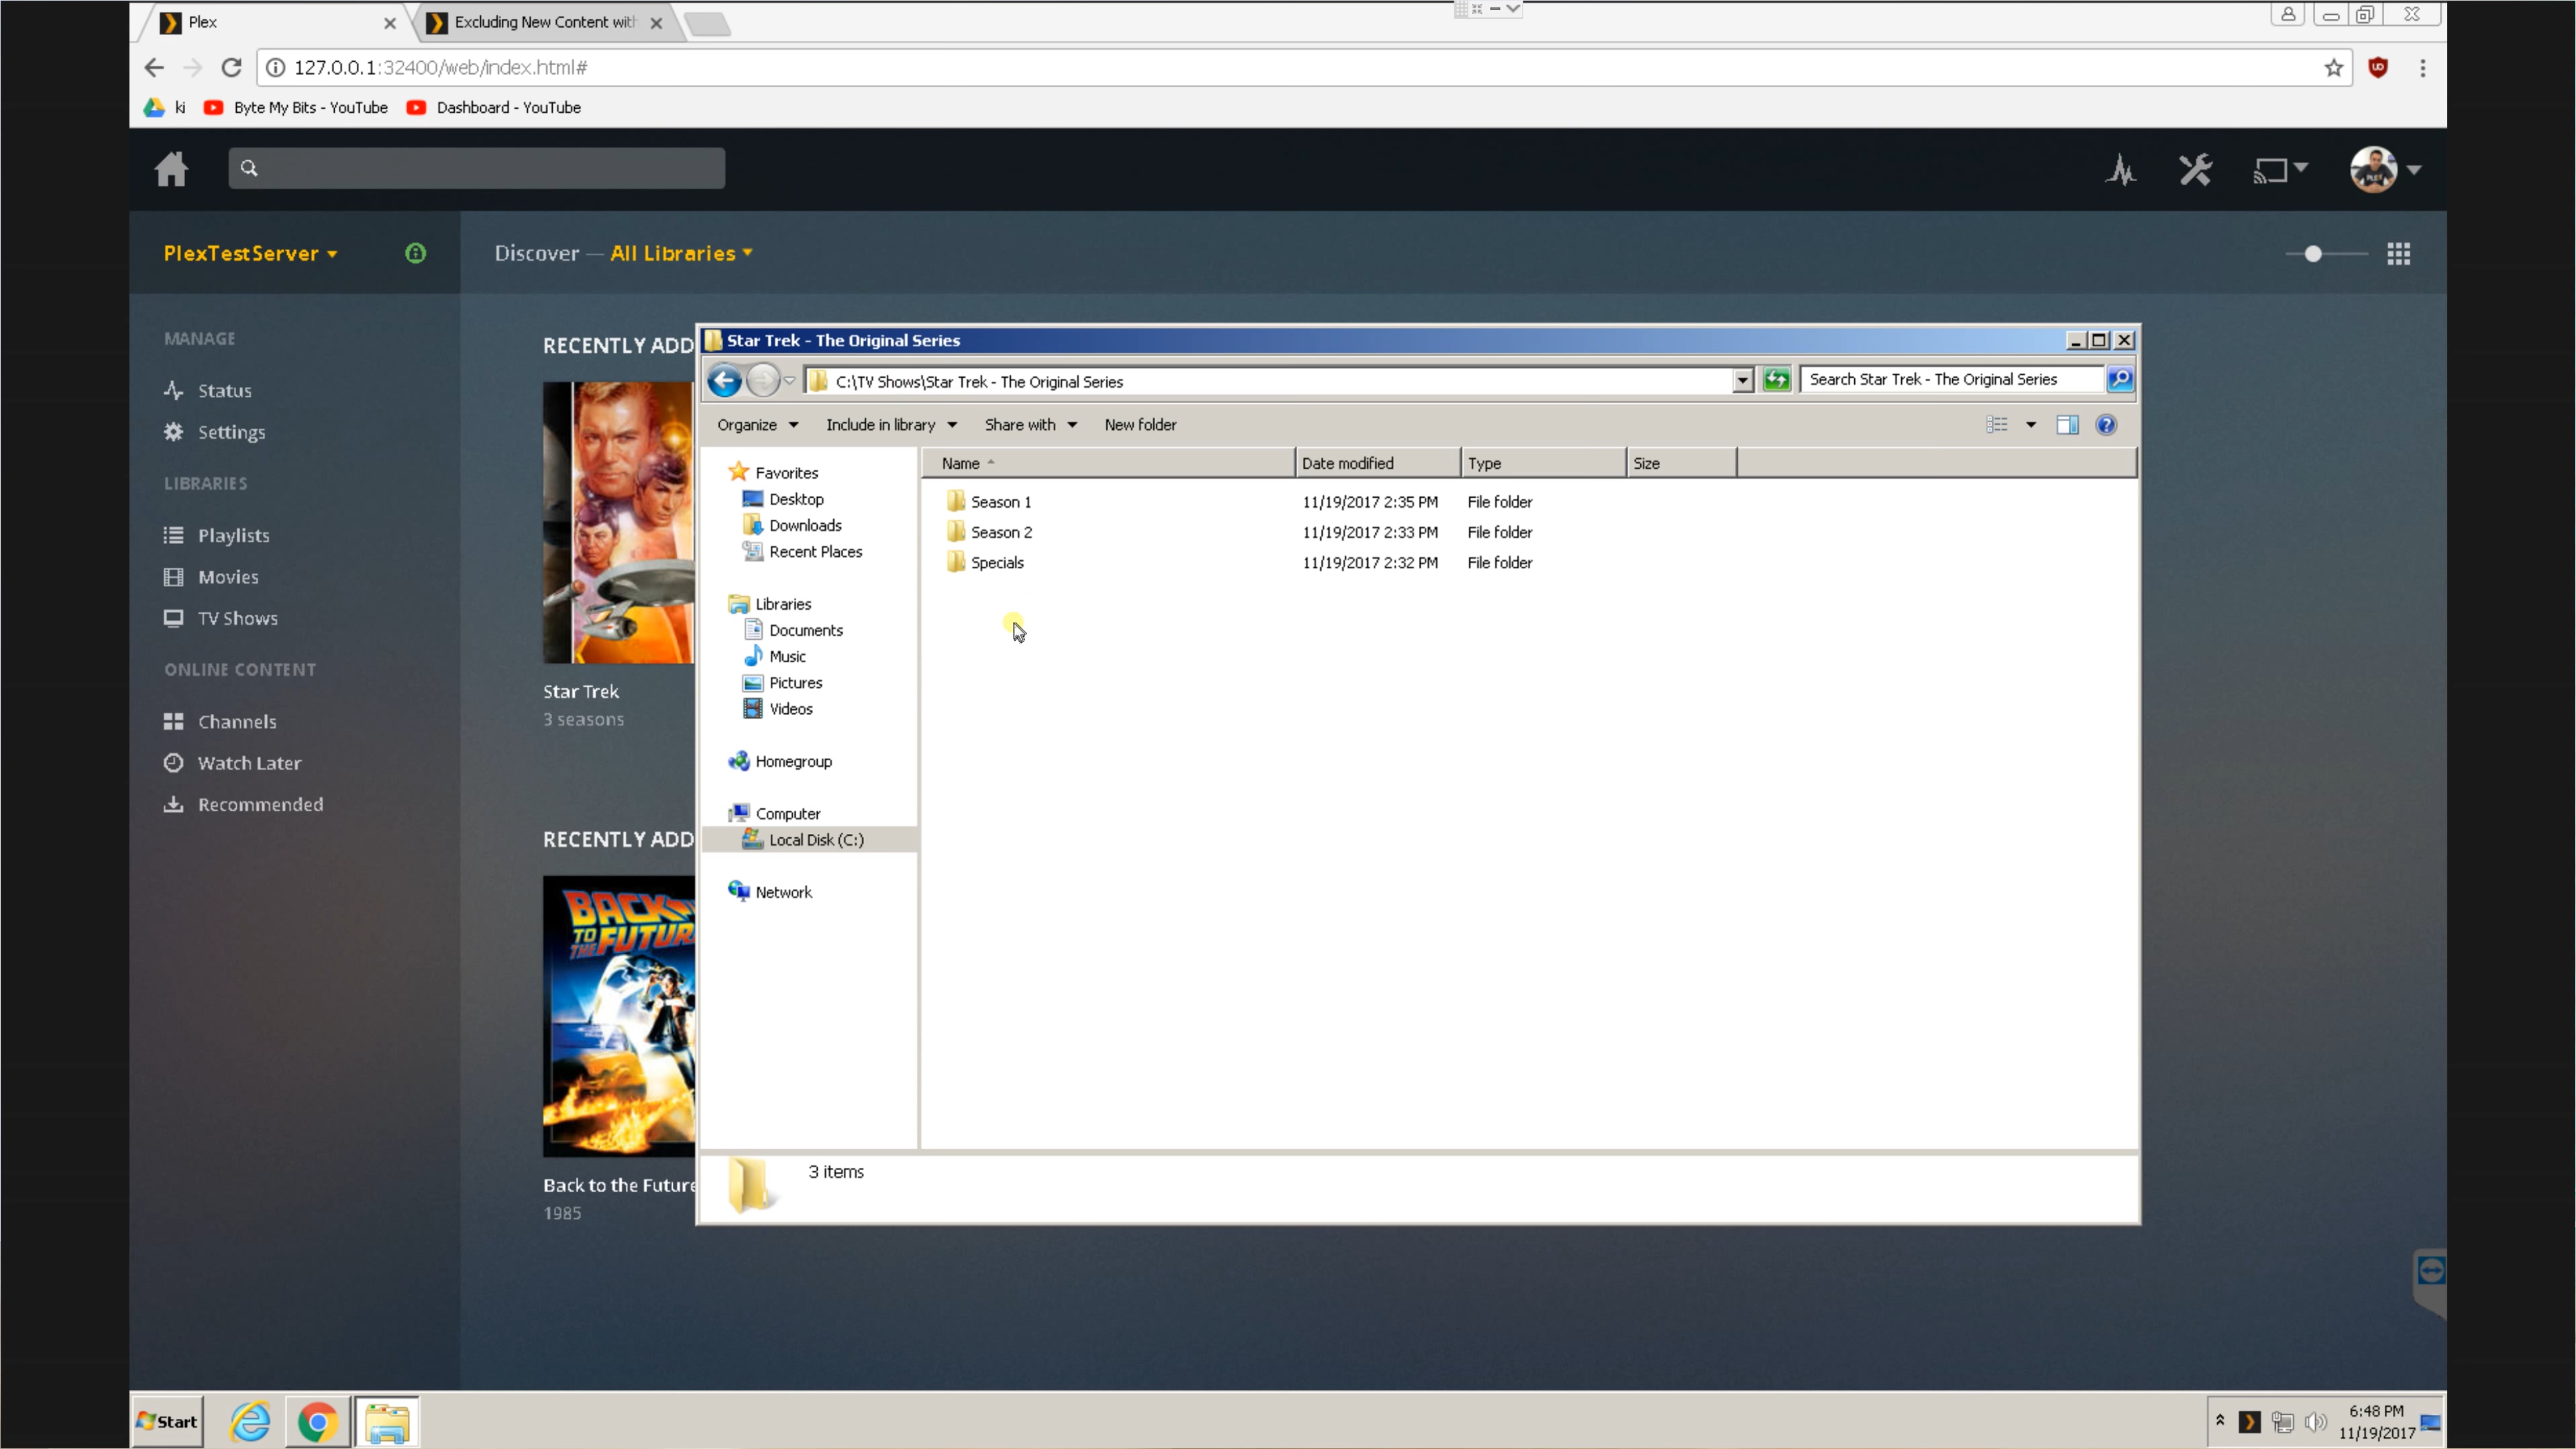 Plex
Excluding New Content with
127.0.0.1:32400/web/index.html#
ki
Byte My Bits - YouTube
Dashboard - YouTube
PlexTestServer
Discover — All Libraries
MANAGE
Status
Settings
LIBRARIES
Playlists
Movies
TV Shows
ONLINE CONTENT
Channels
Watch Later
Recommended
RECENTLY ADD
Star Trek
3 seasons
RECENTLY ADD
BACK
TO THE FUTUR
Back to the Future
1985
Star Trek - The Original Series
C:\TV Shows\Star Trek - The Original Series
Search Star Trek - The Original Series
Organize
Include in library
Share with
New folder
Favorites
Desktop
Downloads
Recent Places
Libraries
Documents
Music
Pictures
Videos
Homegroup
Computer
Local Disk (C:)
Network
Name Date modified Type Size
Season 1 11/19/2017 2:35 PM File folder
Season 2 11/19/2017 2:33 PM File folder
Specials 11/19/2017 2:32 PM File folder
3 items
Start
6:48 PM
11/19/2017